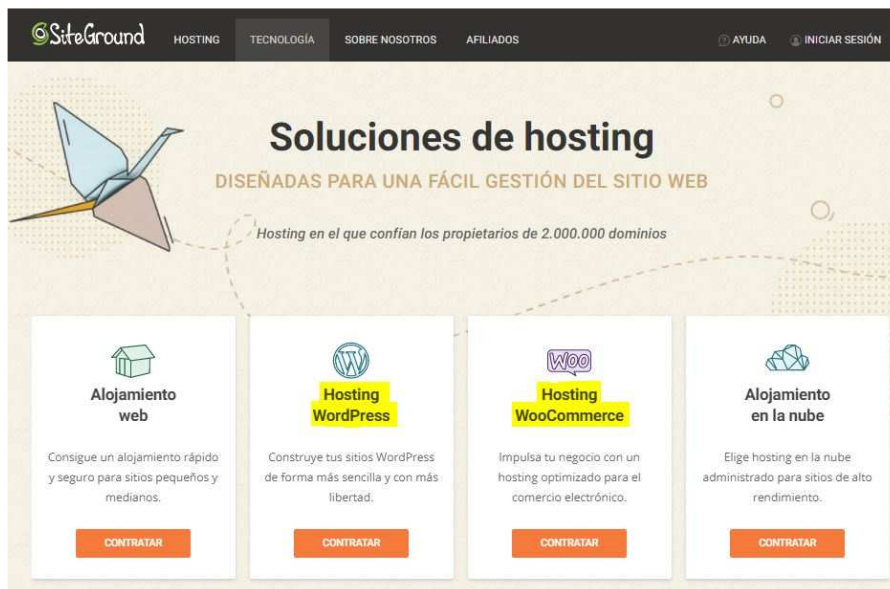 SiteGround HOSTING TECNOLOGÍA SOBRE NOSOTROS AFILIADOS AYUDA INICIAR SESIÓN
Soluciones de hosting
DISEÑADAS PARA UNA FÁCIL GESTIÓN DEL SITIO WEB
Hosting en el que confían los propietarios de 2.000.000 dominios
Alojamiento
web
Consigue un alojamiento rápido
y seguro para sitios pequeños y
medianos.
CONTRATAR
Hosting
WordPress
Construye tus sitios WordPress
de forma más sencilla y con más
libertad.
CONTRATAR
WOO
Hosting
WooCommerce
Impulsa tu negocio con un
hosting optimizado para el
comercio electrónico.
CONTRATAR
Alojamiento
en la nube
Elige hosting en la nube
administrado para sitios de alto
rendimiento.
CONTRATAR